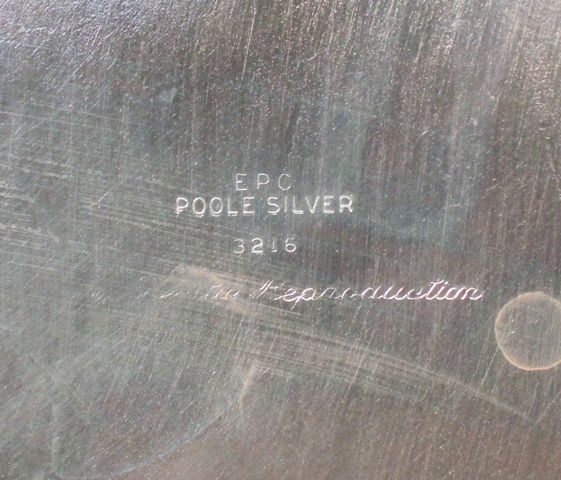 EPC
POOLE SILVER
3216
Reproduction